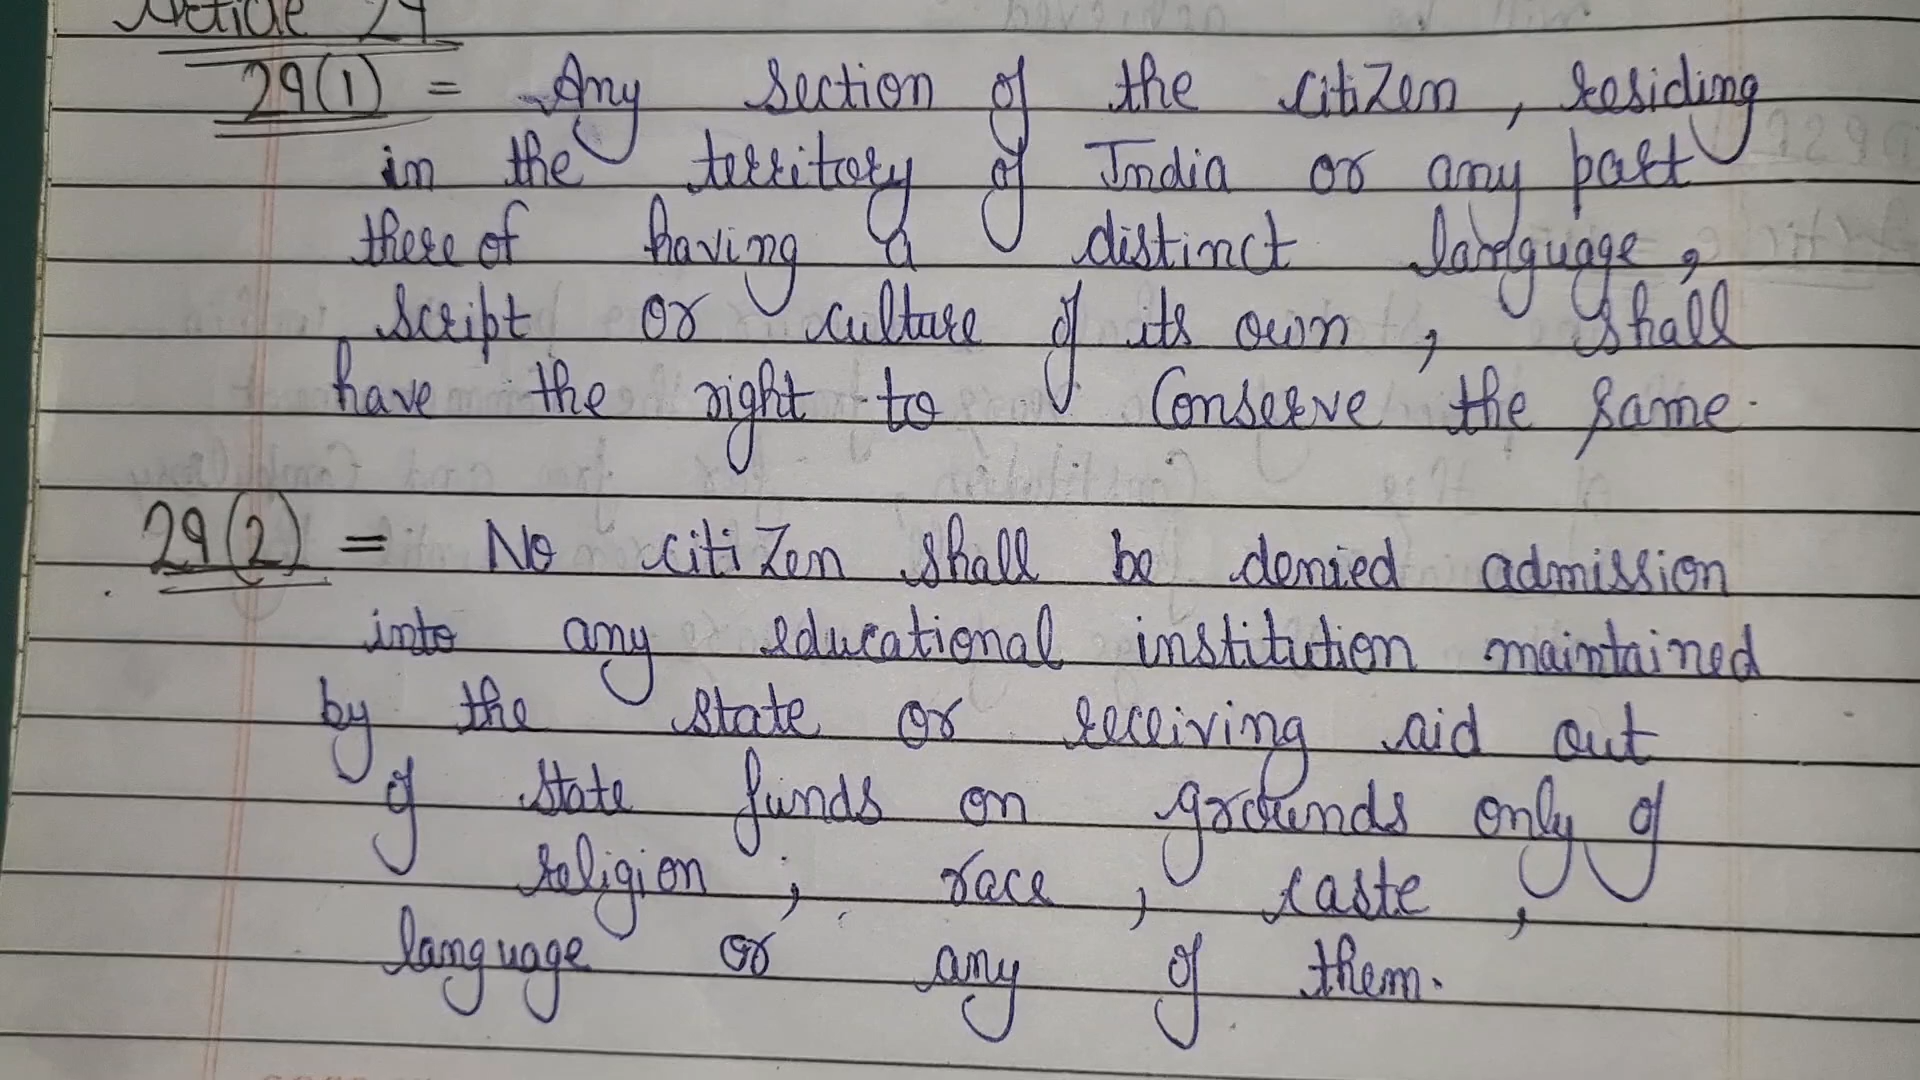 Article 29
29(1) = Any section of the citizen, residing
in the territory of India or any part
there of having a distinct language,
script or culture of its own, shall
have the right to conserve the same.
29(2) = No citizen shall be denied admission
into any educational institution maintained
by the state or receiving aid out
of state funds on grounds only of
religion, race, caste,
language or any of them.